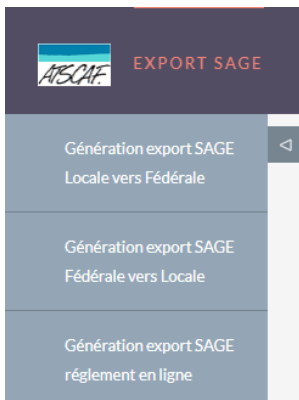 ATSCAF.
EXPORT SAGE
Génération export SAGE
Locale vers Fédérale
Génération export SAGE
Fédérale vers Locale
Génération export SAGE
réglement en ligne